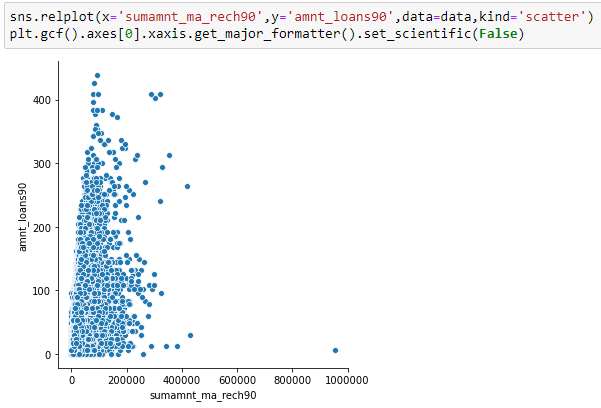 sns.relplot(x='sumamnt_ma_rech90',y='amnt_loans90',data=data,kind='scatter')
plt.gcf().axes[0].xaxis.get_major_formatter().set_scientific(False)
400
300
200
100
0
amnt_loans90
0 200000 400000 600000 800000 1000000
sumamnt_ma_rech90